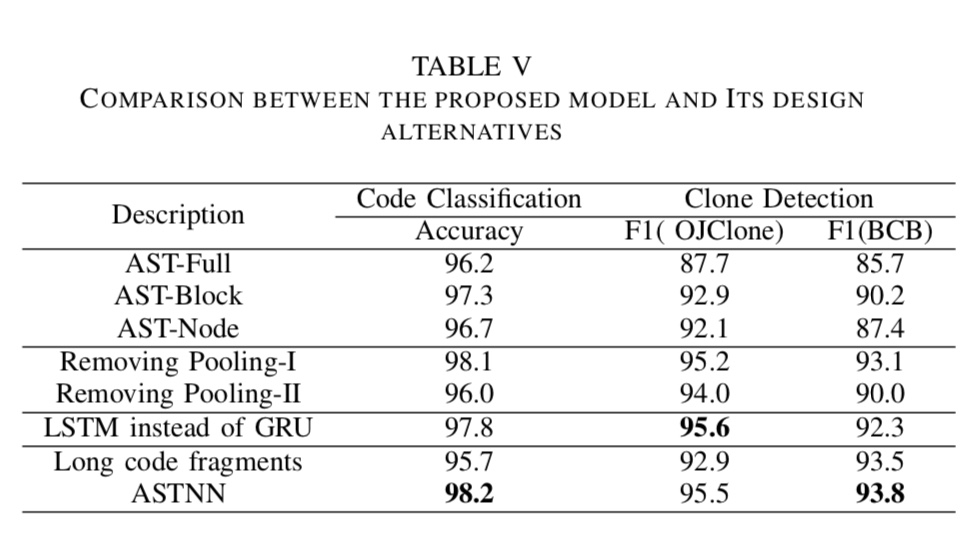 TABLE V
COMPARISON BETWEEN THE PROPOSED MODEL AND ITS DESIGN
ALTERNATIVES
Description Code Classification Clone Detection
Accuracy F1( OJClone) F1(BCB)
AST-Full 96.2 87.7 85.7
AST-Block 97.3 92.9 90.2
AST-Node 96.7 92.1 87.4
Removing Pooling-I 98.1 95.2 93.1
Removing Pooling-II 96.0 94.0 90.0
LSTM instead of GRU 97.8 95.6 92.3
Long code fragments 95.7 92.9 93.5
ASTNN 98.2 95.5 93.8